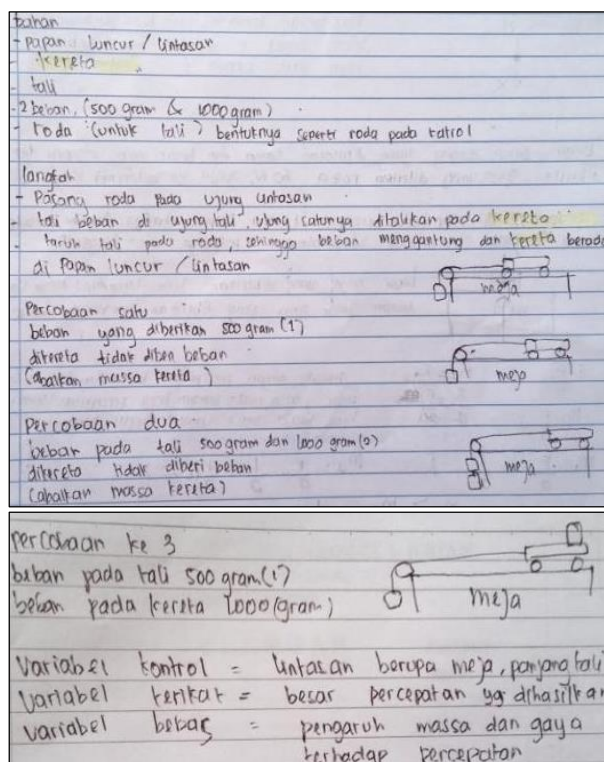 bahan
- papan luncur / lintasan
- kereta
- tali
- 2 beban, (500 gram & 1000 gram)
- roda (untuk tali) bentuknya seperti roda pada katrol
langkah
- Pasang roda pada ujung lintasan
- tali beban di ujung tali, ujung satunya ditalikan pada kereta
- taruh tali pada roda, sehingga beban menggantung dan kereta berada
di papan luncur / lintasan
meja
Percobaan satu
beban yang diberikan 500 gram (1)
dikereta tidak diberi beban
(abaikan massa kereta)
meja
Percobaan dua
beban pada tali 500 gram dan 1000 gram (2)
dikereta tidak diberi beban
(abaikan massa kereta)
meja
percobaan ke 3
beban pada tali 500 gram (1)
beban pada kereta 1000 (gram)
meja
Variabel kontrol = lintasan berupa meja, panjang tali
Variabel terikat = besar percepatan yg dihasilkan
variabel bebas = pengaruh massa dan gaya
terhadap percepatan